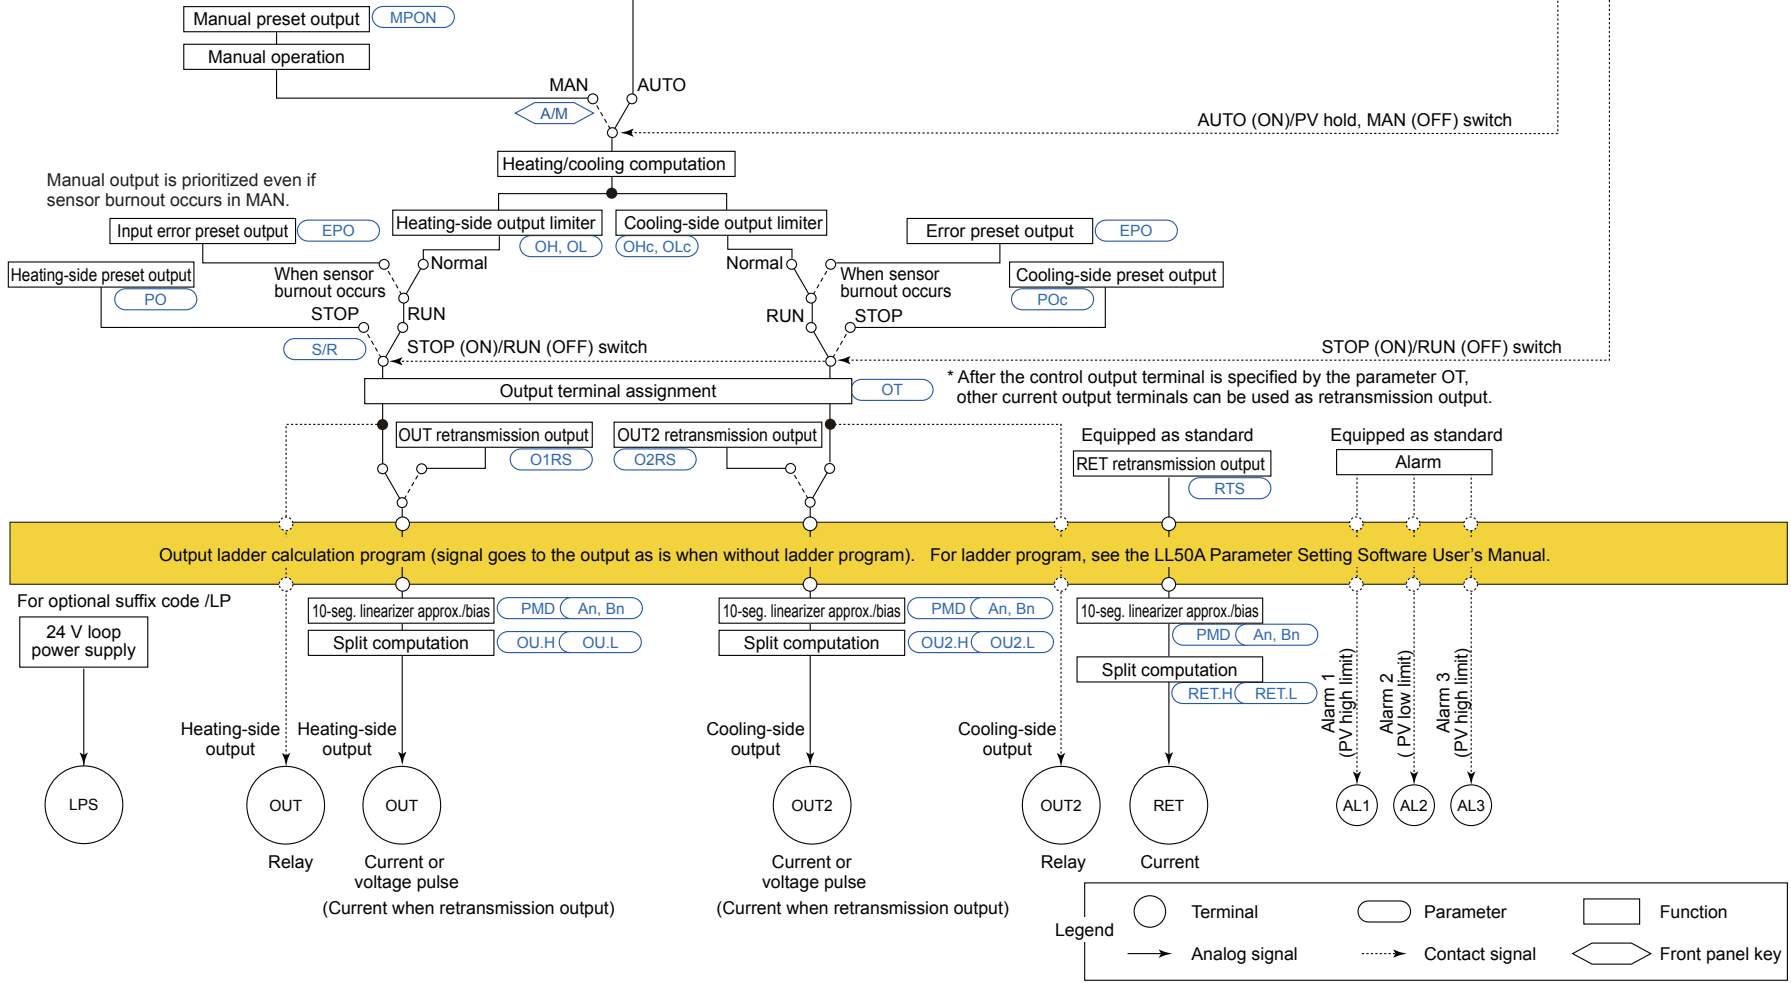 Manual preset output
MPON
Manual operation
MAN
AUTO
A/M
AUTO (ON)/PV hold, MAN (OFF) switch
Heating/cooling computation
Manual output is prioritized even if
sensor burnout occurs in MAN.
Input error preset output
EPO
Heating-side output limiter
OH, OL
Cooling-side output limiter
OHc, OLc
Error preset output
EPO
Heating-side preset output
PO
When sensor
burnout occurs
Normal
Normal
When sensor
burnout occurs
Cooling-side preset output
POc
STOP
RUN
RUN
STOP
S/R
STOP (ON)/RUN (OFF) switch
STOP (ON)/RUN (OFF) switch
Output terminal assignment
OT
* After the control output terminal is specified by the parameter OT,
other current output terminals can be used as retransmission output.
OUT retransmission output
O1RS
OUT2 retransmission output
O2RS
Equipped as standard
RET retransmission output
RTS
Equipped as standard
Alarm
Output ladder calculation program (signal goes to the output as is when without ladder program). For ladder program, see the LL50A Parameter Setting Software User's Manual.
For optional suffix code /LP
24 V loop
power supply
10-seg. linearizer approx./bias
PMD
An, Bn
Split computation
OU.H
OU.L
10-seg. linearizer approx./bias
PMD
An, Bn
Split computation
OU2.H
OU2.L
10-seg. linearizer approx./bias
PMD
An, Bn
Split computation
RET.H
RET.L
Alarm 1
(PV high limit)
Alarm 2
( PV low limit)
Alarm 3
(PV high limit)
Heating-side
output
Heating-side
output
Cooling-side
output
Cooling-side
output
LPS
OUT
OUT
OUT2
OUT2
RET
AL1
AL2
AL3
Relay
Current or
voltage pulse
(Current when retransmission output)
Current or
voltage pulse
(Current when retransmission output)
Relay
Current
Legend
Terminal
Parameter
Function
Analog signal
Contact signal
Front panel key